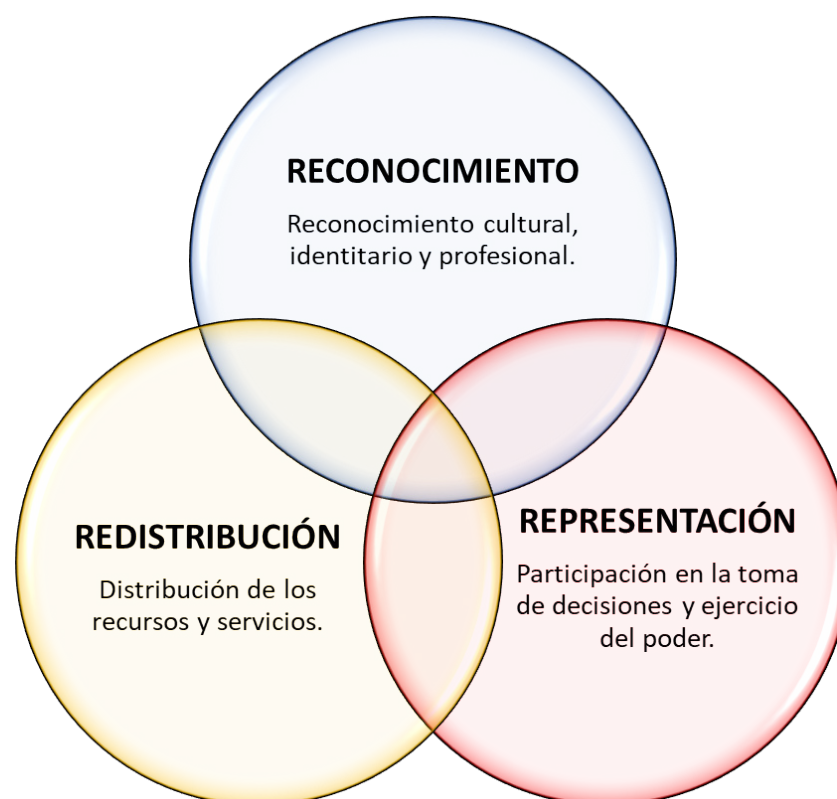 RECONOCIMIENTO
Reconocimiento cultural,
identitario y profesional.
REDISTRIBUCIÓN
Distribución de los
recursos y servicios.
REPRESENTACIÓN
Participación en la toma
de decisiones y ejercicio
del poder.